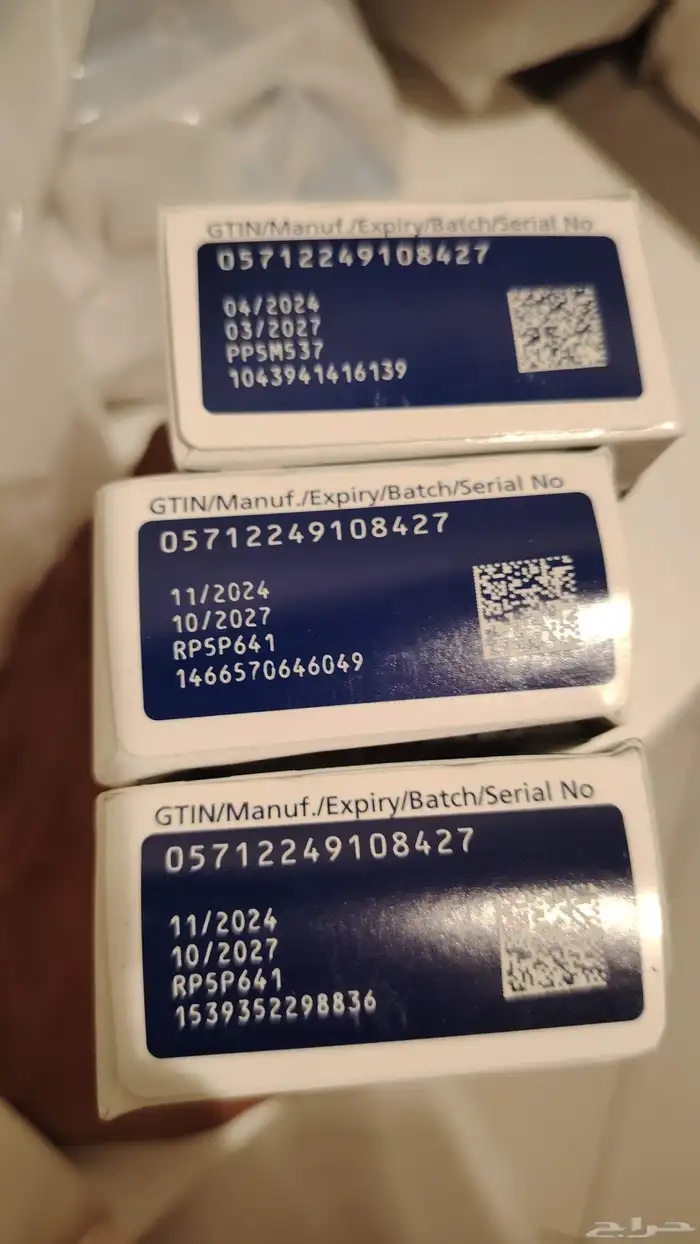 GTIN/Manuf./Expiry/Batch/Serial No
05712249108427
04/2024
03/2027
PP5M537
1043941416139
GTIN/Manuf./Expiry/Batch/Serial No
05712249108427
11/2024
10/2027
RP5P641
1466570646049
GTIN/Manuf./Expiry/Batch/Serial No
05712249108427
11/2024
10/2027
RP5P641
1539352298836
حراج